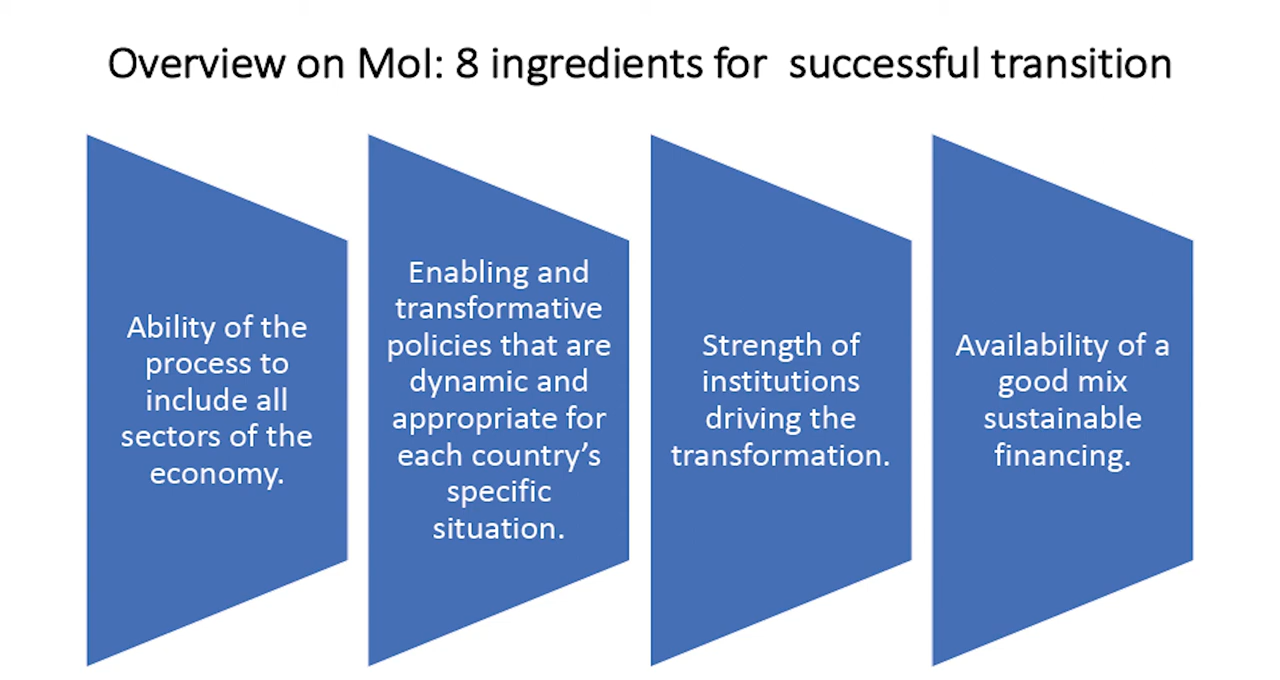 Overview on MoI: 8 ingredients for  successful transition
Ability of the
process to
include all
sectors of the
economy.
Enabling and
transformative
policies that are
dynamic and
appropriate for
each country’s
specific
situation.
Strength of
institutions
driving the
transformation.
Availability of a
good mix
sustainable
financing.